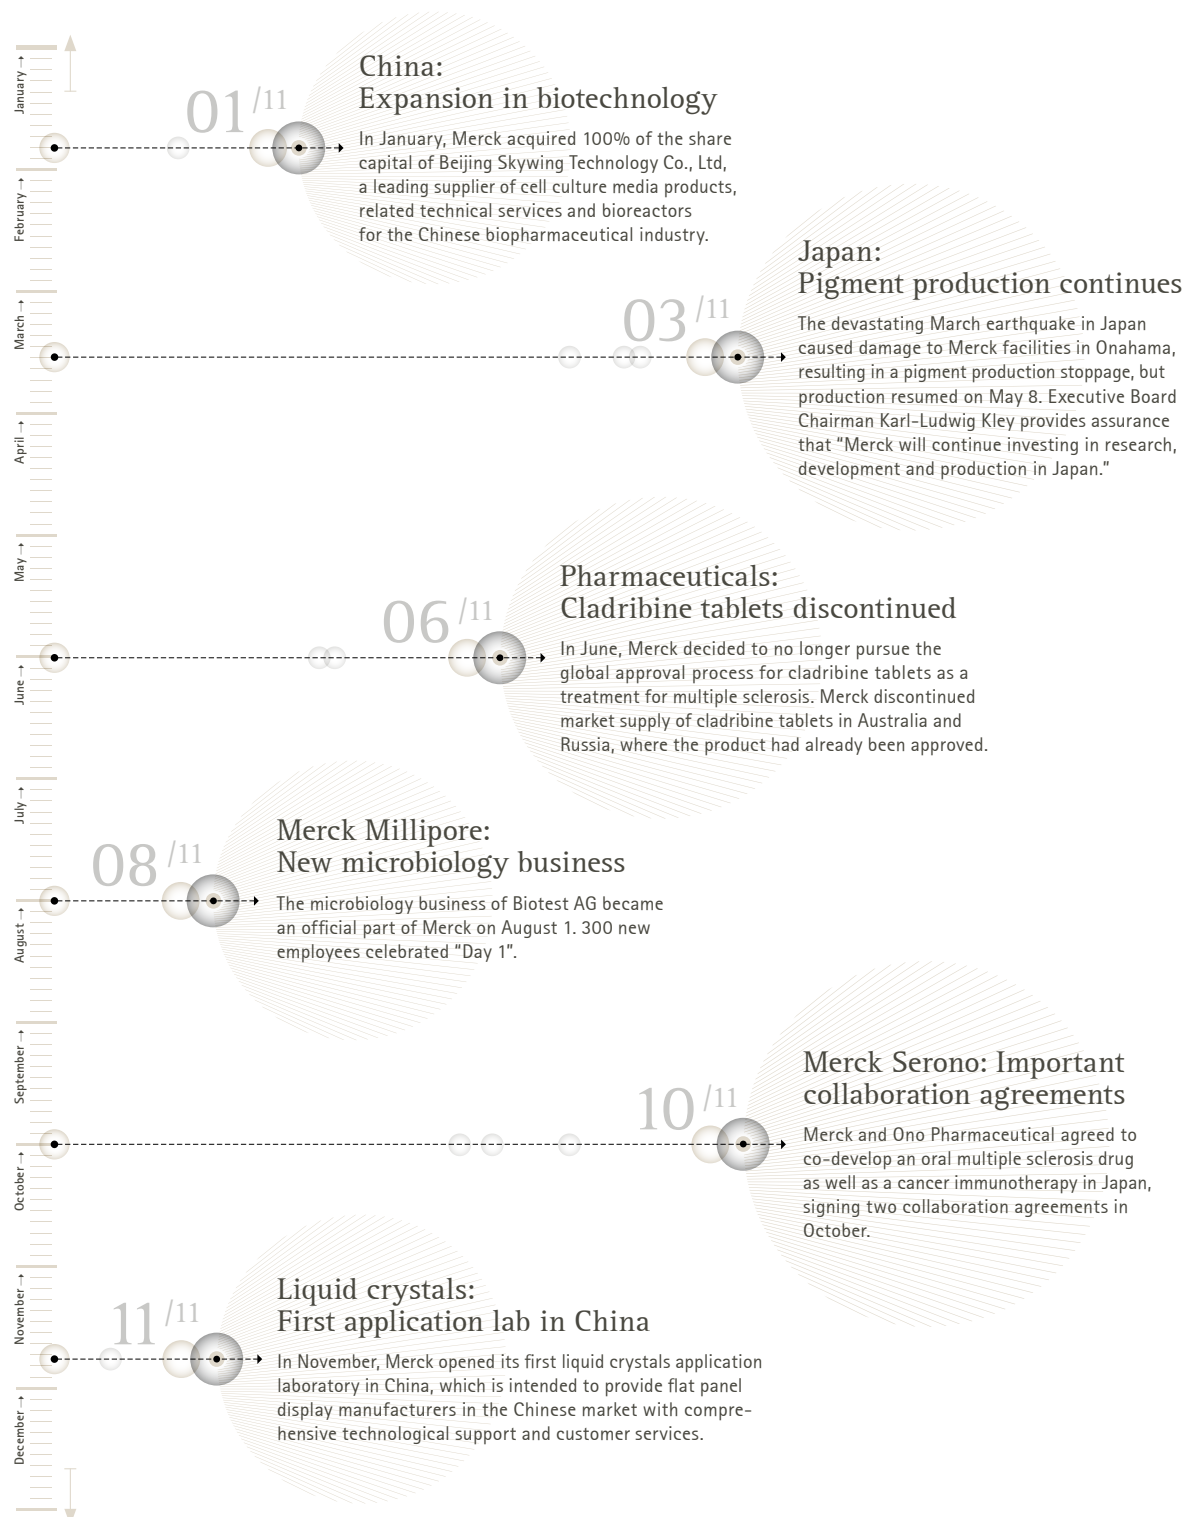 January →
01/11
China:
Expansion in biotechnology
In January, Merck acquired 100% of the share
capital of Beijing Skywing Technology Co., Ltd,
a leading supplier of cell culture media products,
related technical services and bioreactors
for the Chinese biopharmaceutical industry.
February →
March →
03/11
Japan:
Pigment production continues
The devastating March earthquake in Japan
caused damage to Merck facilities in Onahama,
resulting in a pigment production stoppage, but
production resumed on May 8. Executive Board
Chairman Karl-Ludwig Kley provides assurance
that “Merck will continue investing in research,
development and production in Japan.”
April →
May →
06/11
Pharmaceuticals:
Cladribine tablets discontinued
In June, Merck decided to no longer pursue the
global approval process for cladribine tablets as a
treatment for multiple sclerosis. Merck discontinued
market supply of cladribine tablets in Australia and
Russia, where the product had already been approved.
June →
July →
08/11
Merck Millipore:
New microbiology business
The microbiology business of Biotest AG became
an official part of Merck on August 1. 300 new
employees celebrated “Day 1”.
August →
September →
10/11
Merck Serono: Important
collaboration agreements
Merck and Ono Pharmaceutical agreed to
co-develop an oral multiple sclerosis drug
as well as a cancer immunotherapy in Japan,
signing two collaboration agreements in
October.
October →
November →
11/11
Liquid crystals:
First application lab in China
In November, Merck opened its first liquid crystals application
laboratory in China, which is intended to provide flat panel
display manufacturers in the Chinese market with compre-
hensive technological support and customer services.
December →